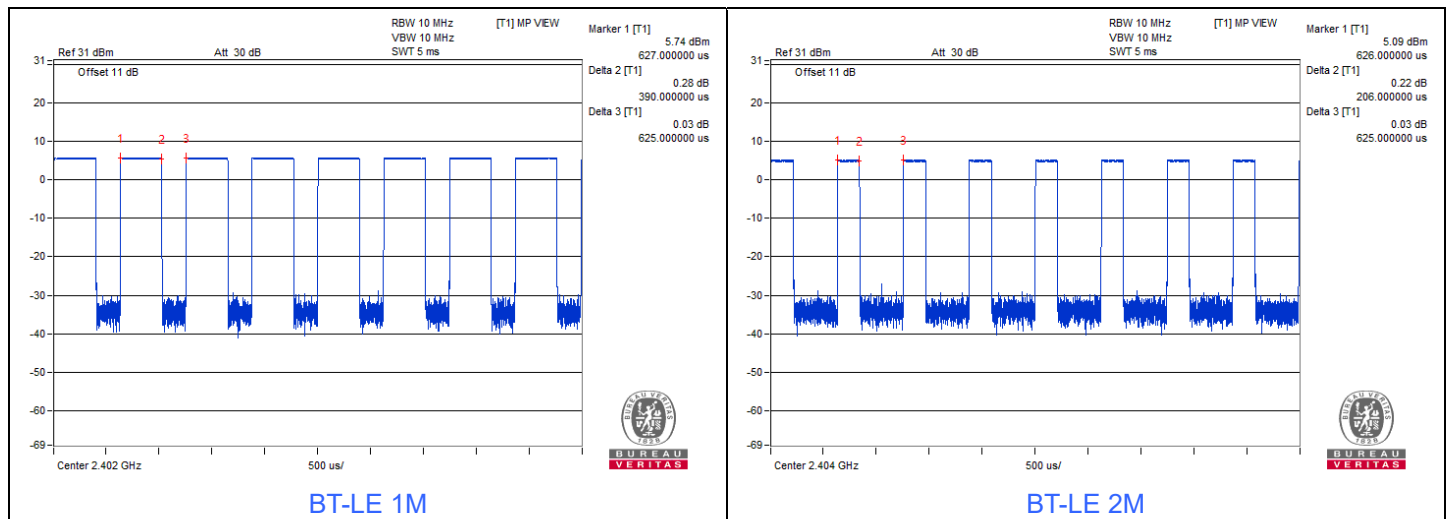 RBW 10 MHz [T1] MP VIEW
VBW 10 MHz
SWT 5 ms
Ref 31 dBm Att 30 dB
Marker 1 [T1]
5.74 dBm
627.000000 us
Delta 2 [T1]
0.28 dB
390.000000 us
Delta 3 [T1]
0.03 dB
625.000000 us
Offset 11 dB
31
20
10
0
-10
-20
-30
-40
-50
-60
-69
1 2 3
Center 2.402 GHz 500 us/
BUREAU VERITAS
1828
BUREAU
VERITAS
BT-LE 1M
RBW 10 MHz [T1] MP VIEW
VBW 10 MHz
SWT 5 ms
Ref 31 dBm Att 30 dB
Marker 1 [T1]
5.09 dBm
626.000000 us
Delta 2 [T1]
0.22 dB
206.000000 us
Delta 3 [T1]
0.03 dB
625.000000 us
Offset 11 dB
31
20
10
0
-10
-20
-30
-40
-50
-60
-69
1 2 3
Center 2.404 GHz 500 us/
BUREAU VERITAS
1828
BUREAU
VERITAS
BT-LE 2M